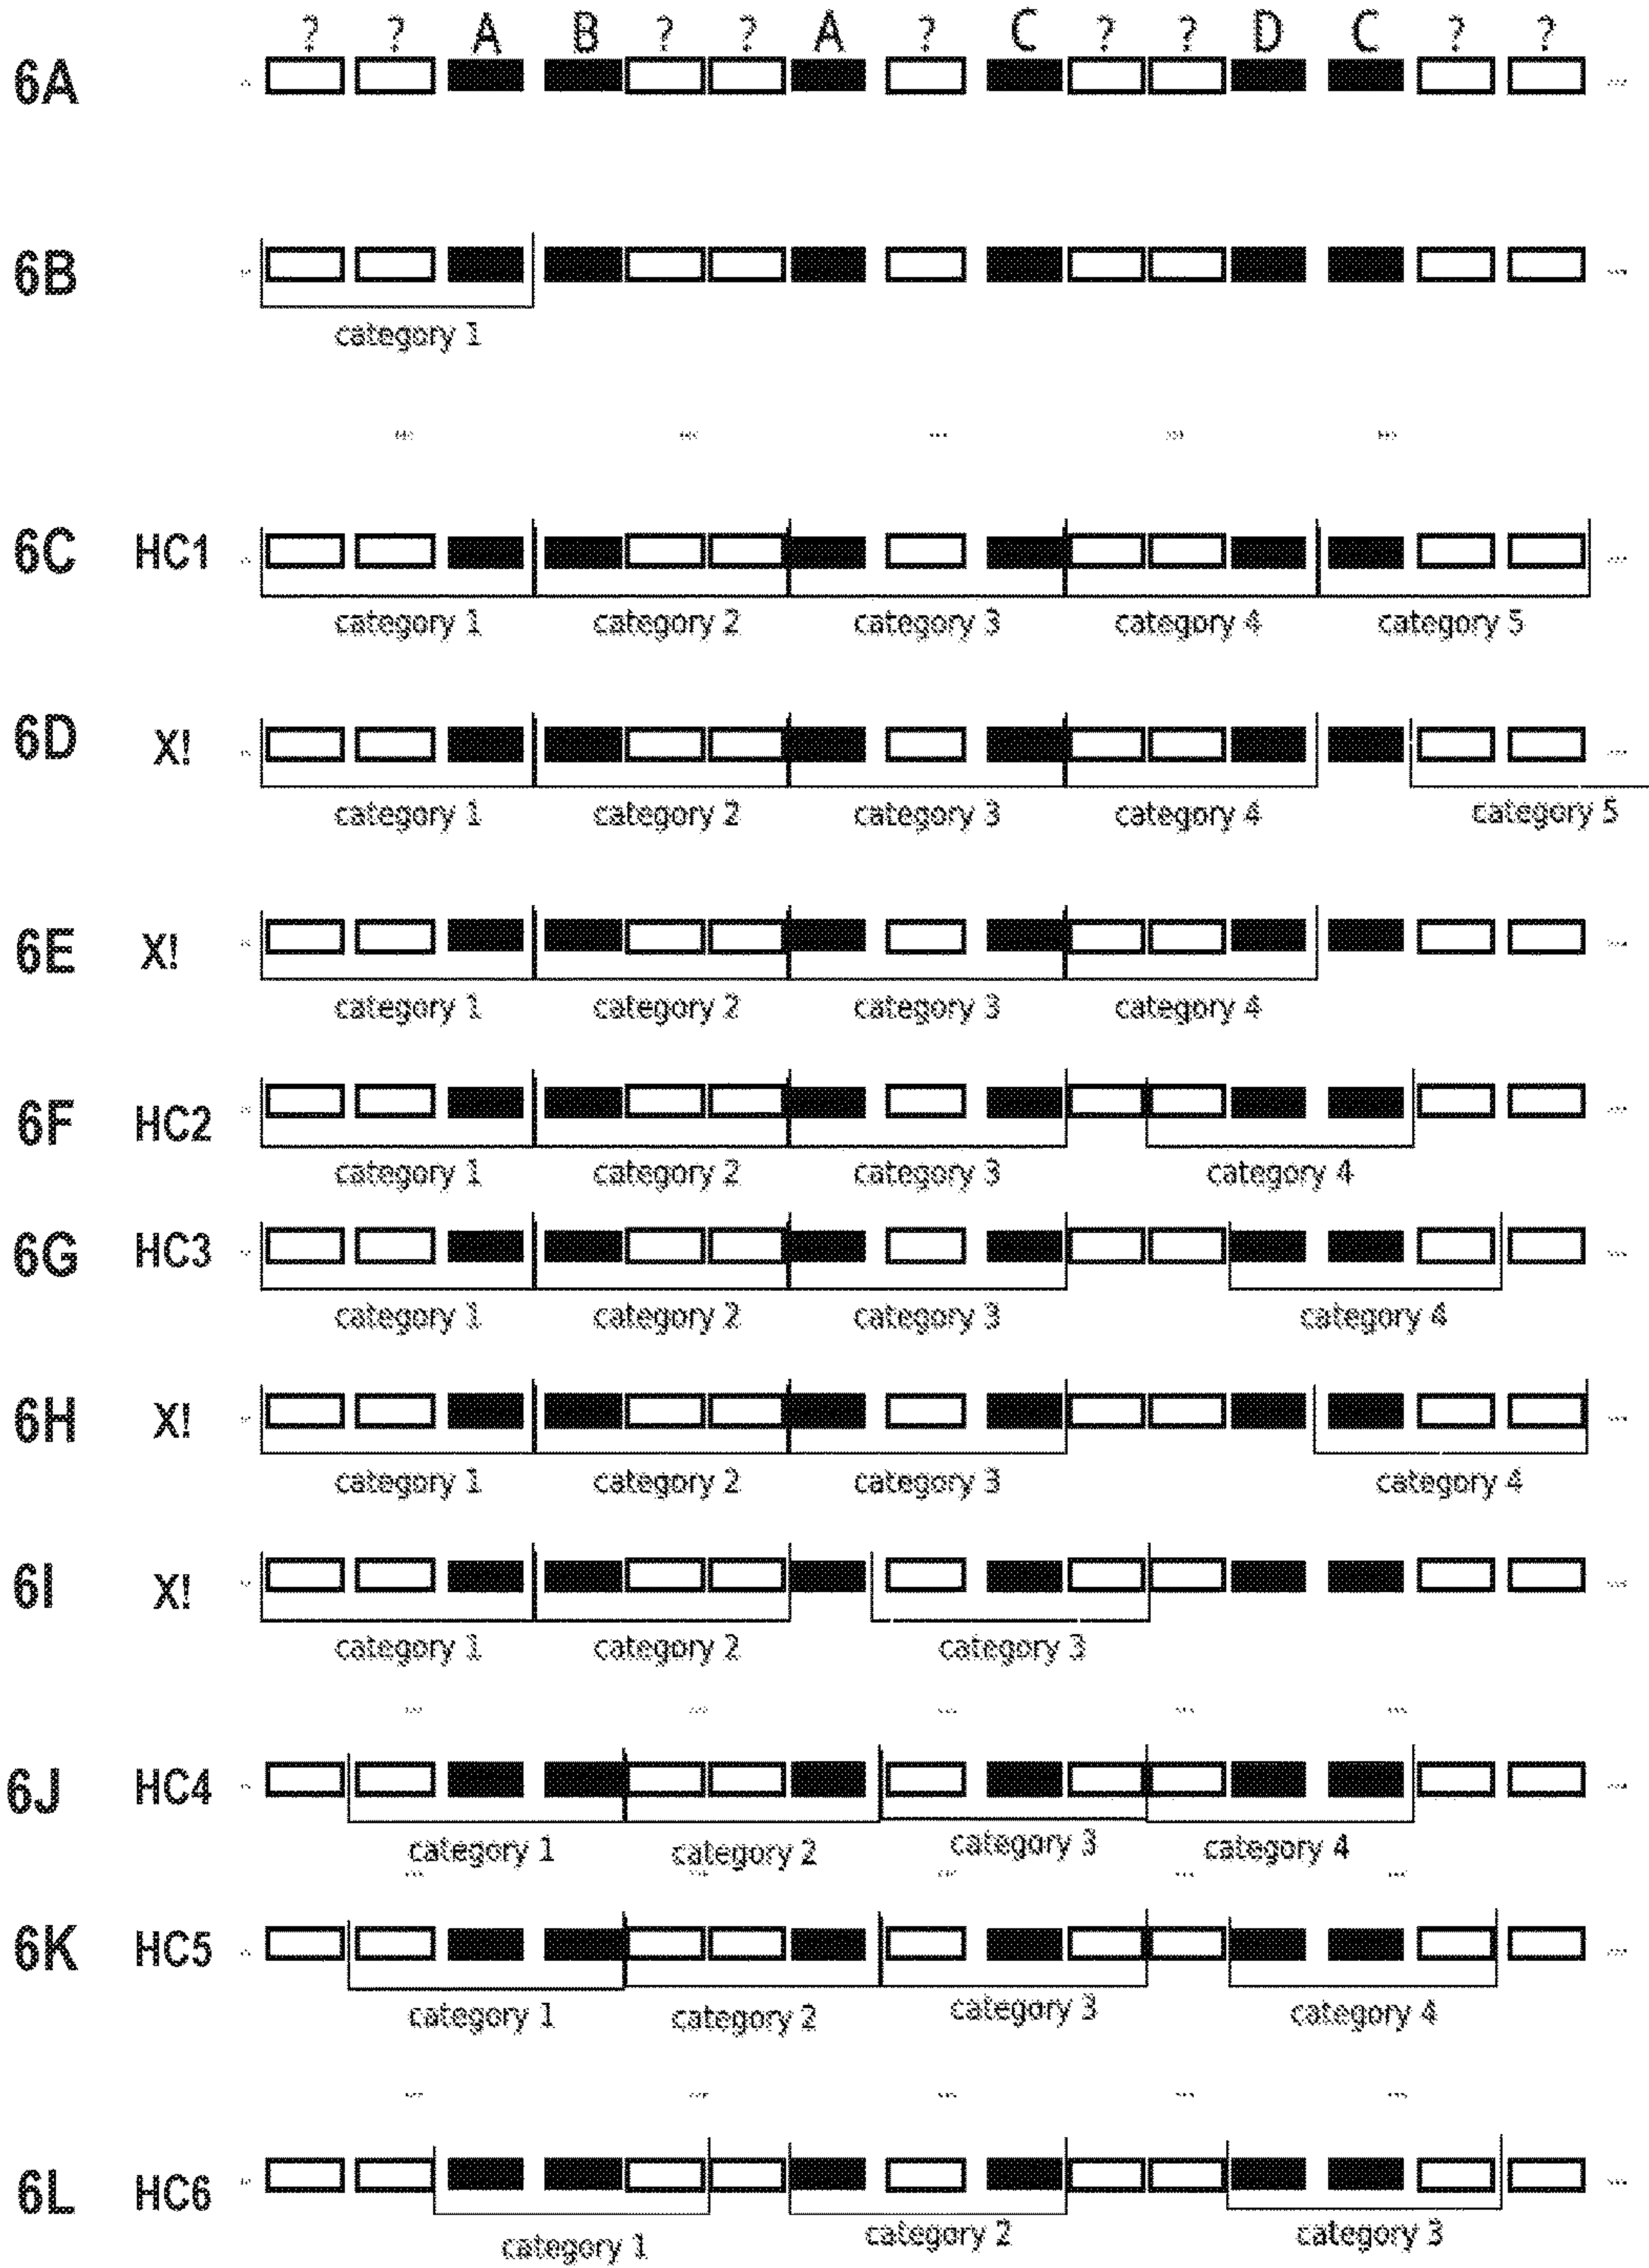 ? ? A B ? ? A ? C ? ? D C ? ?
6A
6B
category 1
6C HC1
category 1 category 2 category 3 category 4 category 5
6D X!
category 1 category 2 category 3 category 4 category 5
6E X!
category 1 category 2 category 3 category 4
6F HC2
category 1 category 2 category 3 category 4
6G HC3
category 1 category 2 category 3 category 4
6H X!
category 1 category 2 category 3 category 4
6I X!
category 1 category 2 category 3
6J HC4
category 1 category 2 category 3 category 4
6K HC5
category 1 category 2 category 3 category 4
6L HC6
category 1 category 2 category 3